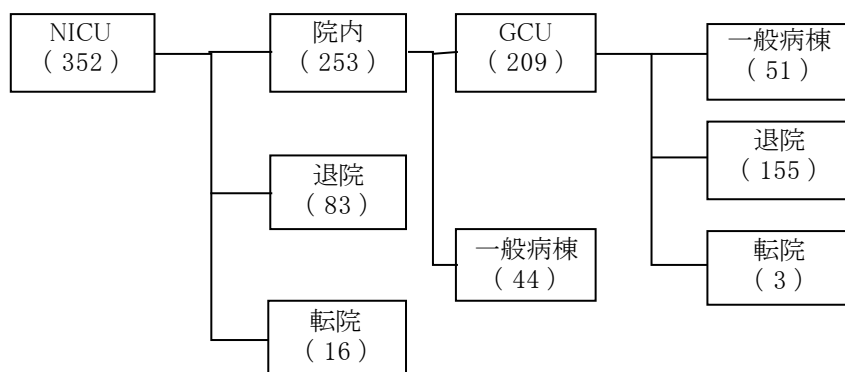 NICU
( 352 )
院内
( 253 )
GCU
( 209 )
一般病棟
( 51 )
退院
( 155 )
転院
( 3 )
退院
( 83 )
一般病棟
( 44 )
転院
( 16 )